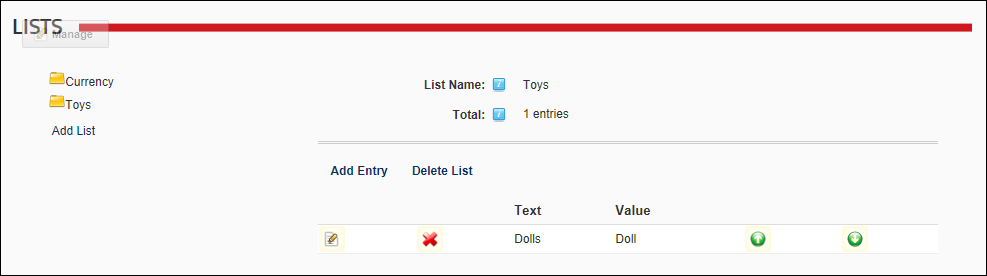 LISTS
Manage
Currency
Toys
Add List
List Name: Toys
Total: 1 entries
Add Entry Delete List
Text Value
Dolls Doll